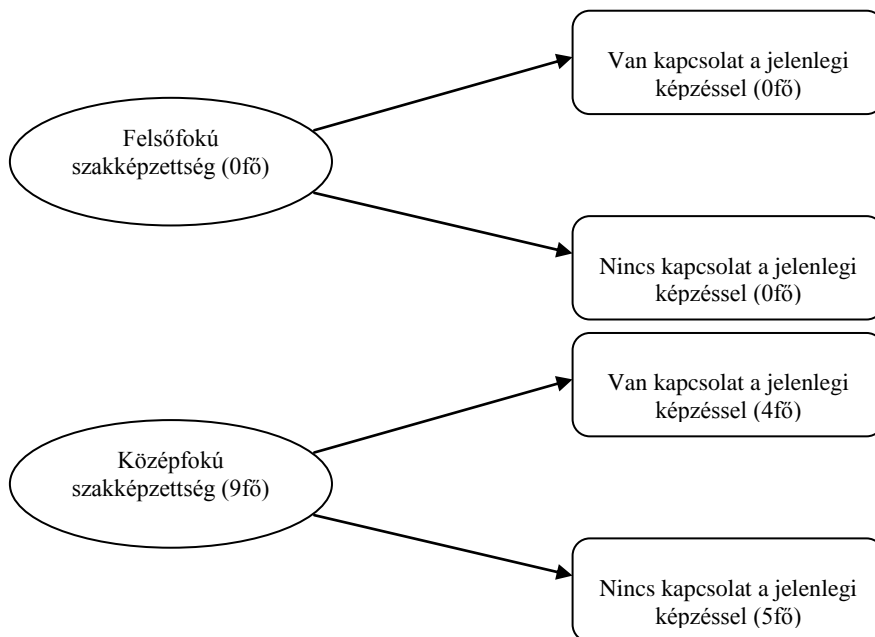 Van kapcsolat a jelenlegi
képzéssel (0fő)
Felsőfokú
szakképzettség (0fő)
Nincs kapcsolat a jelenlegi
képzéssel (0fő)
Van kapcsolat a jelenlegi
képzéssel (4fő)
Középfokú
szakképzettség (9fő)
Nincs kapcsolat a jelenlegi
képzéssel (5fő)